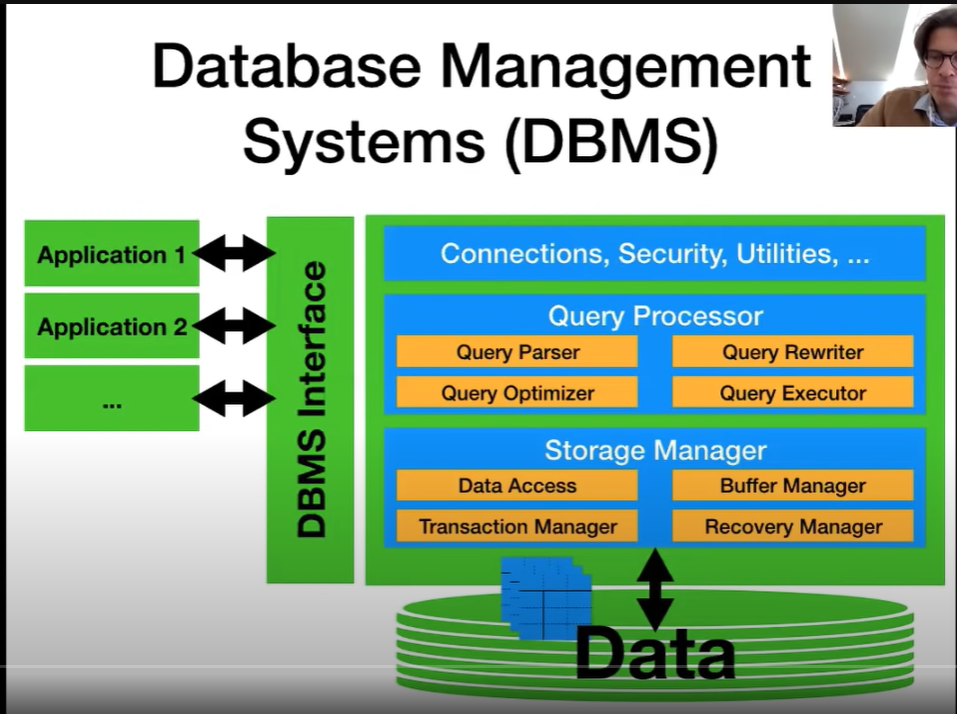 Database Management
Systems (DBMS)
Application 1
Application 2
...
DBMS Interface
Connections, Security, Utilities, ...
Query Processor
Query Parser
Query Rewriter
Query Optimizer
Query Executor
Storage Manager
Data Access
Buffer Manager
Transaction Manager
Recovery Manager
Data